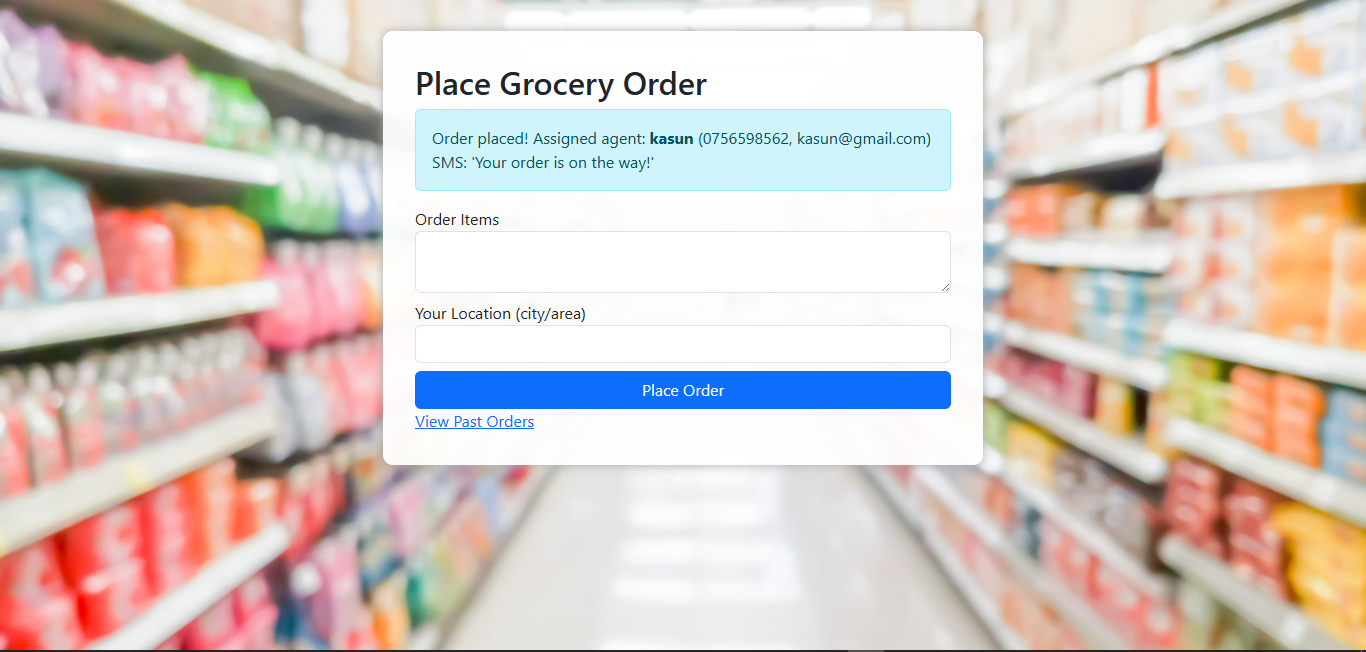 Place Grocery Order
Order placed! Assigned agent: kasun (0756598562, kasun@gmail.com)
SMS: 'Your order is on the way!'
Order Items
Your Location (city/area)
Place Order
View Past Orders